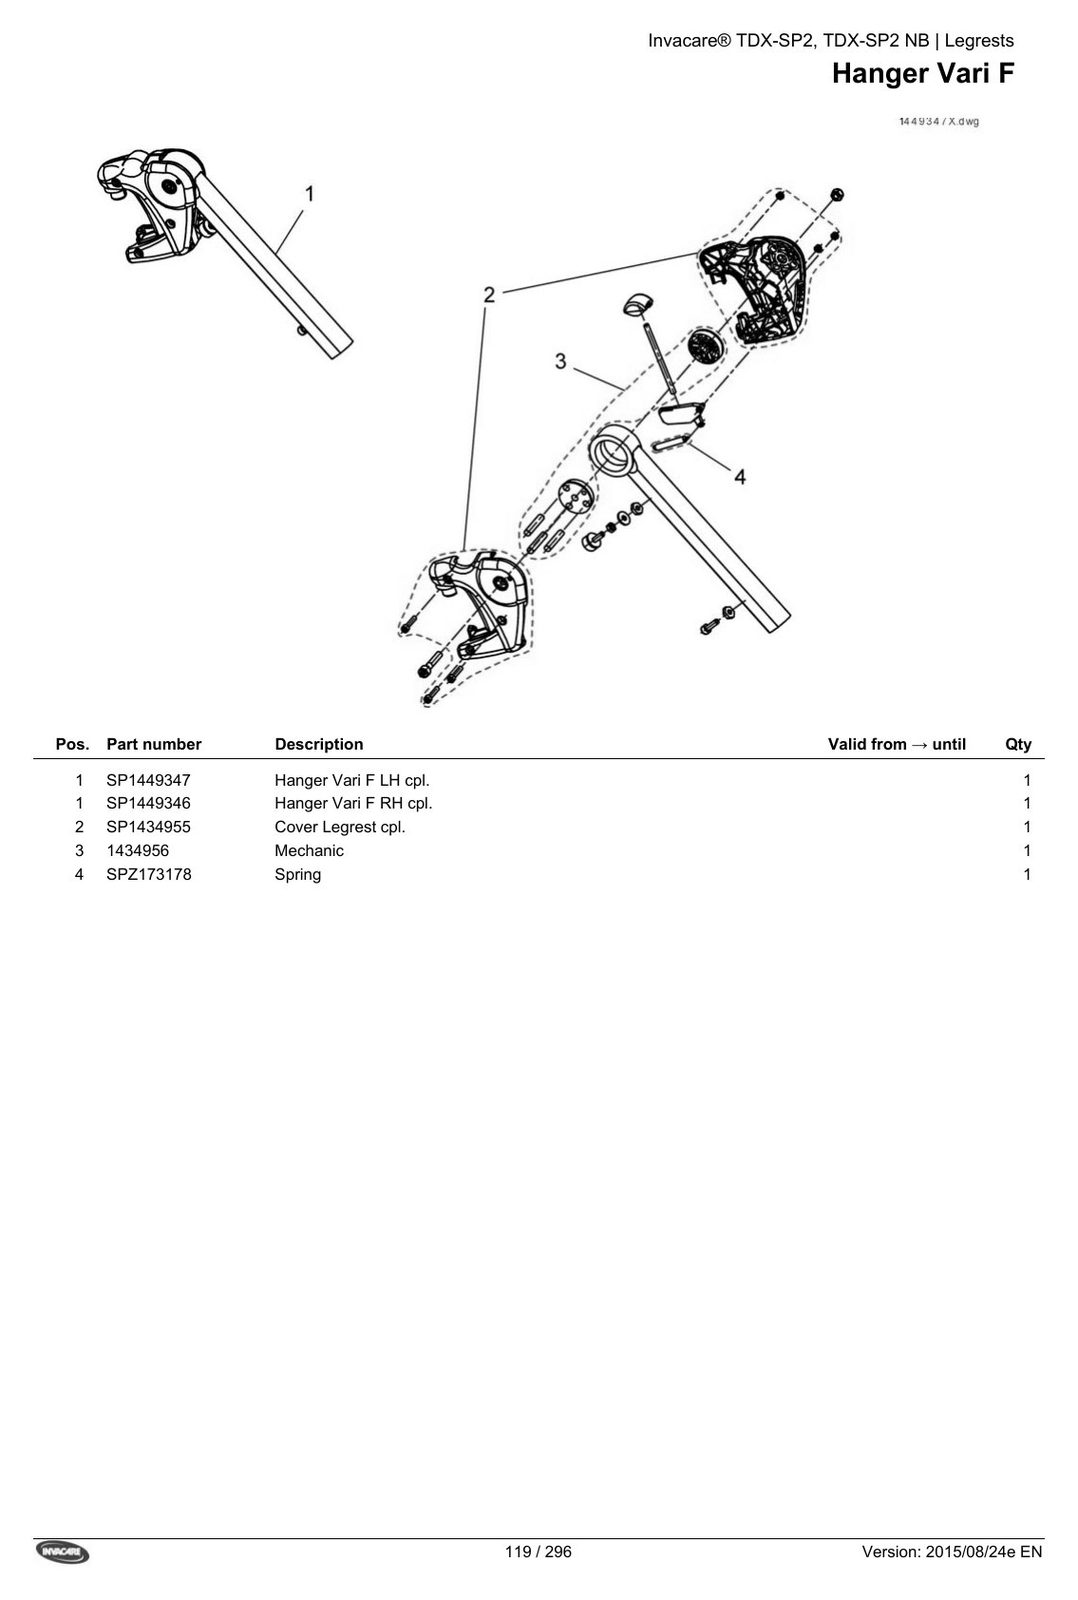 Invacare® TDX-SP2, TDX-SP2 NB | Legrests
Hanger Vari F
1449347X.dwg
1
2
3
4
Pos. Part number Description Valid from → until Qty
1 SP1449347 Hanger Vari F LH cpl. 1
1 SP1449346 Hanger Vari F RH cpl. 1
2 SP1434955 Cover Legrest cpl. 1
3 1434956 Mechanic 1
4 SPZ173178 Spring 1
INVACARE 119 / 296 Version: 2015/08/24e EN